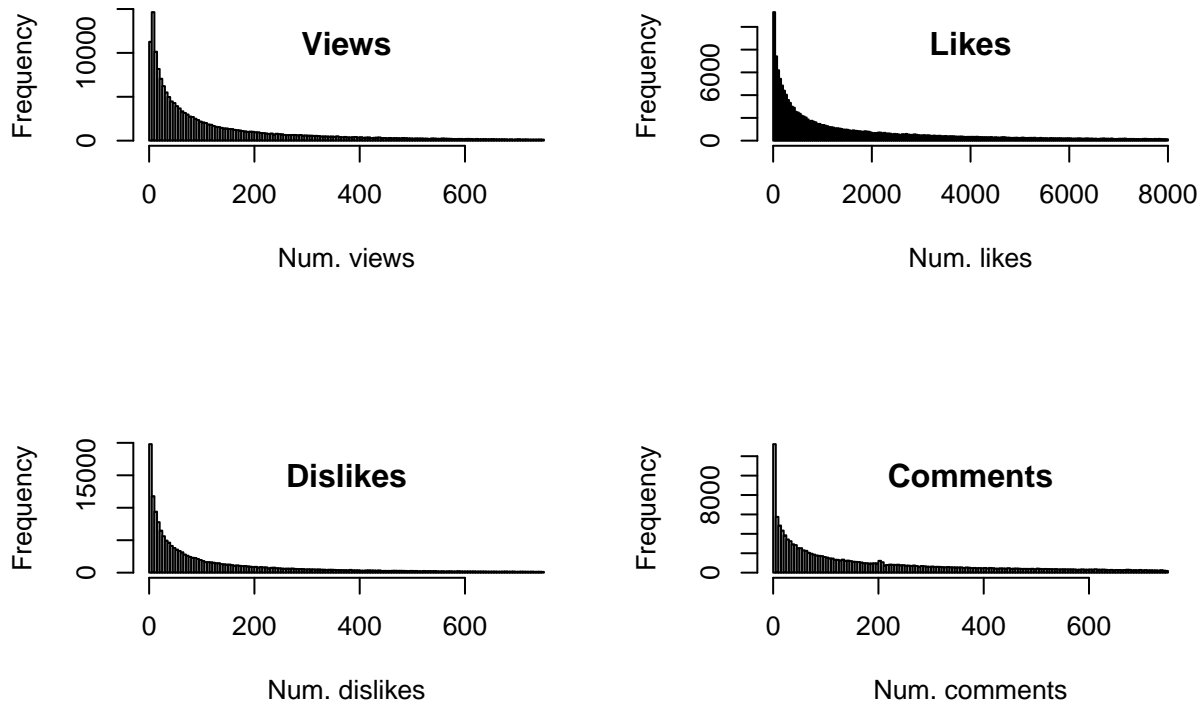 Views
Frequency
10000
0
0 200 400 600
Num. views
Likes
Frequency
6000
0
0 2000 4000 6000 8000
Num. likes
Dislikes
Frequency
15000
0
0 200 400 600
Num. dislikes
Comments
Frequency
8000
0
0 200 400 600
Num. comments